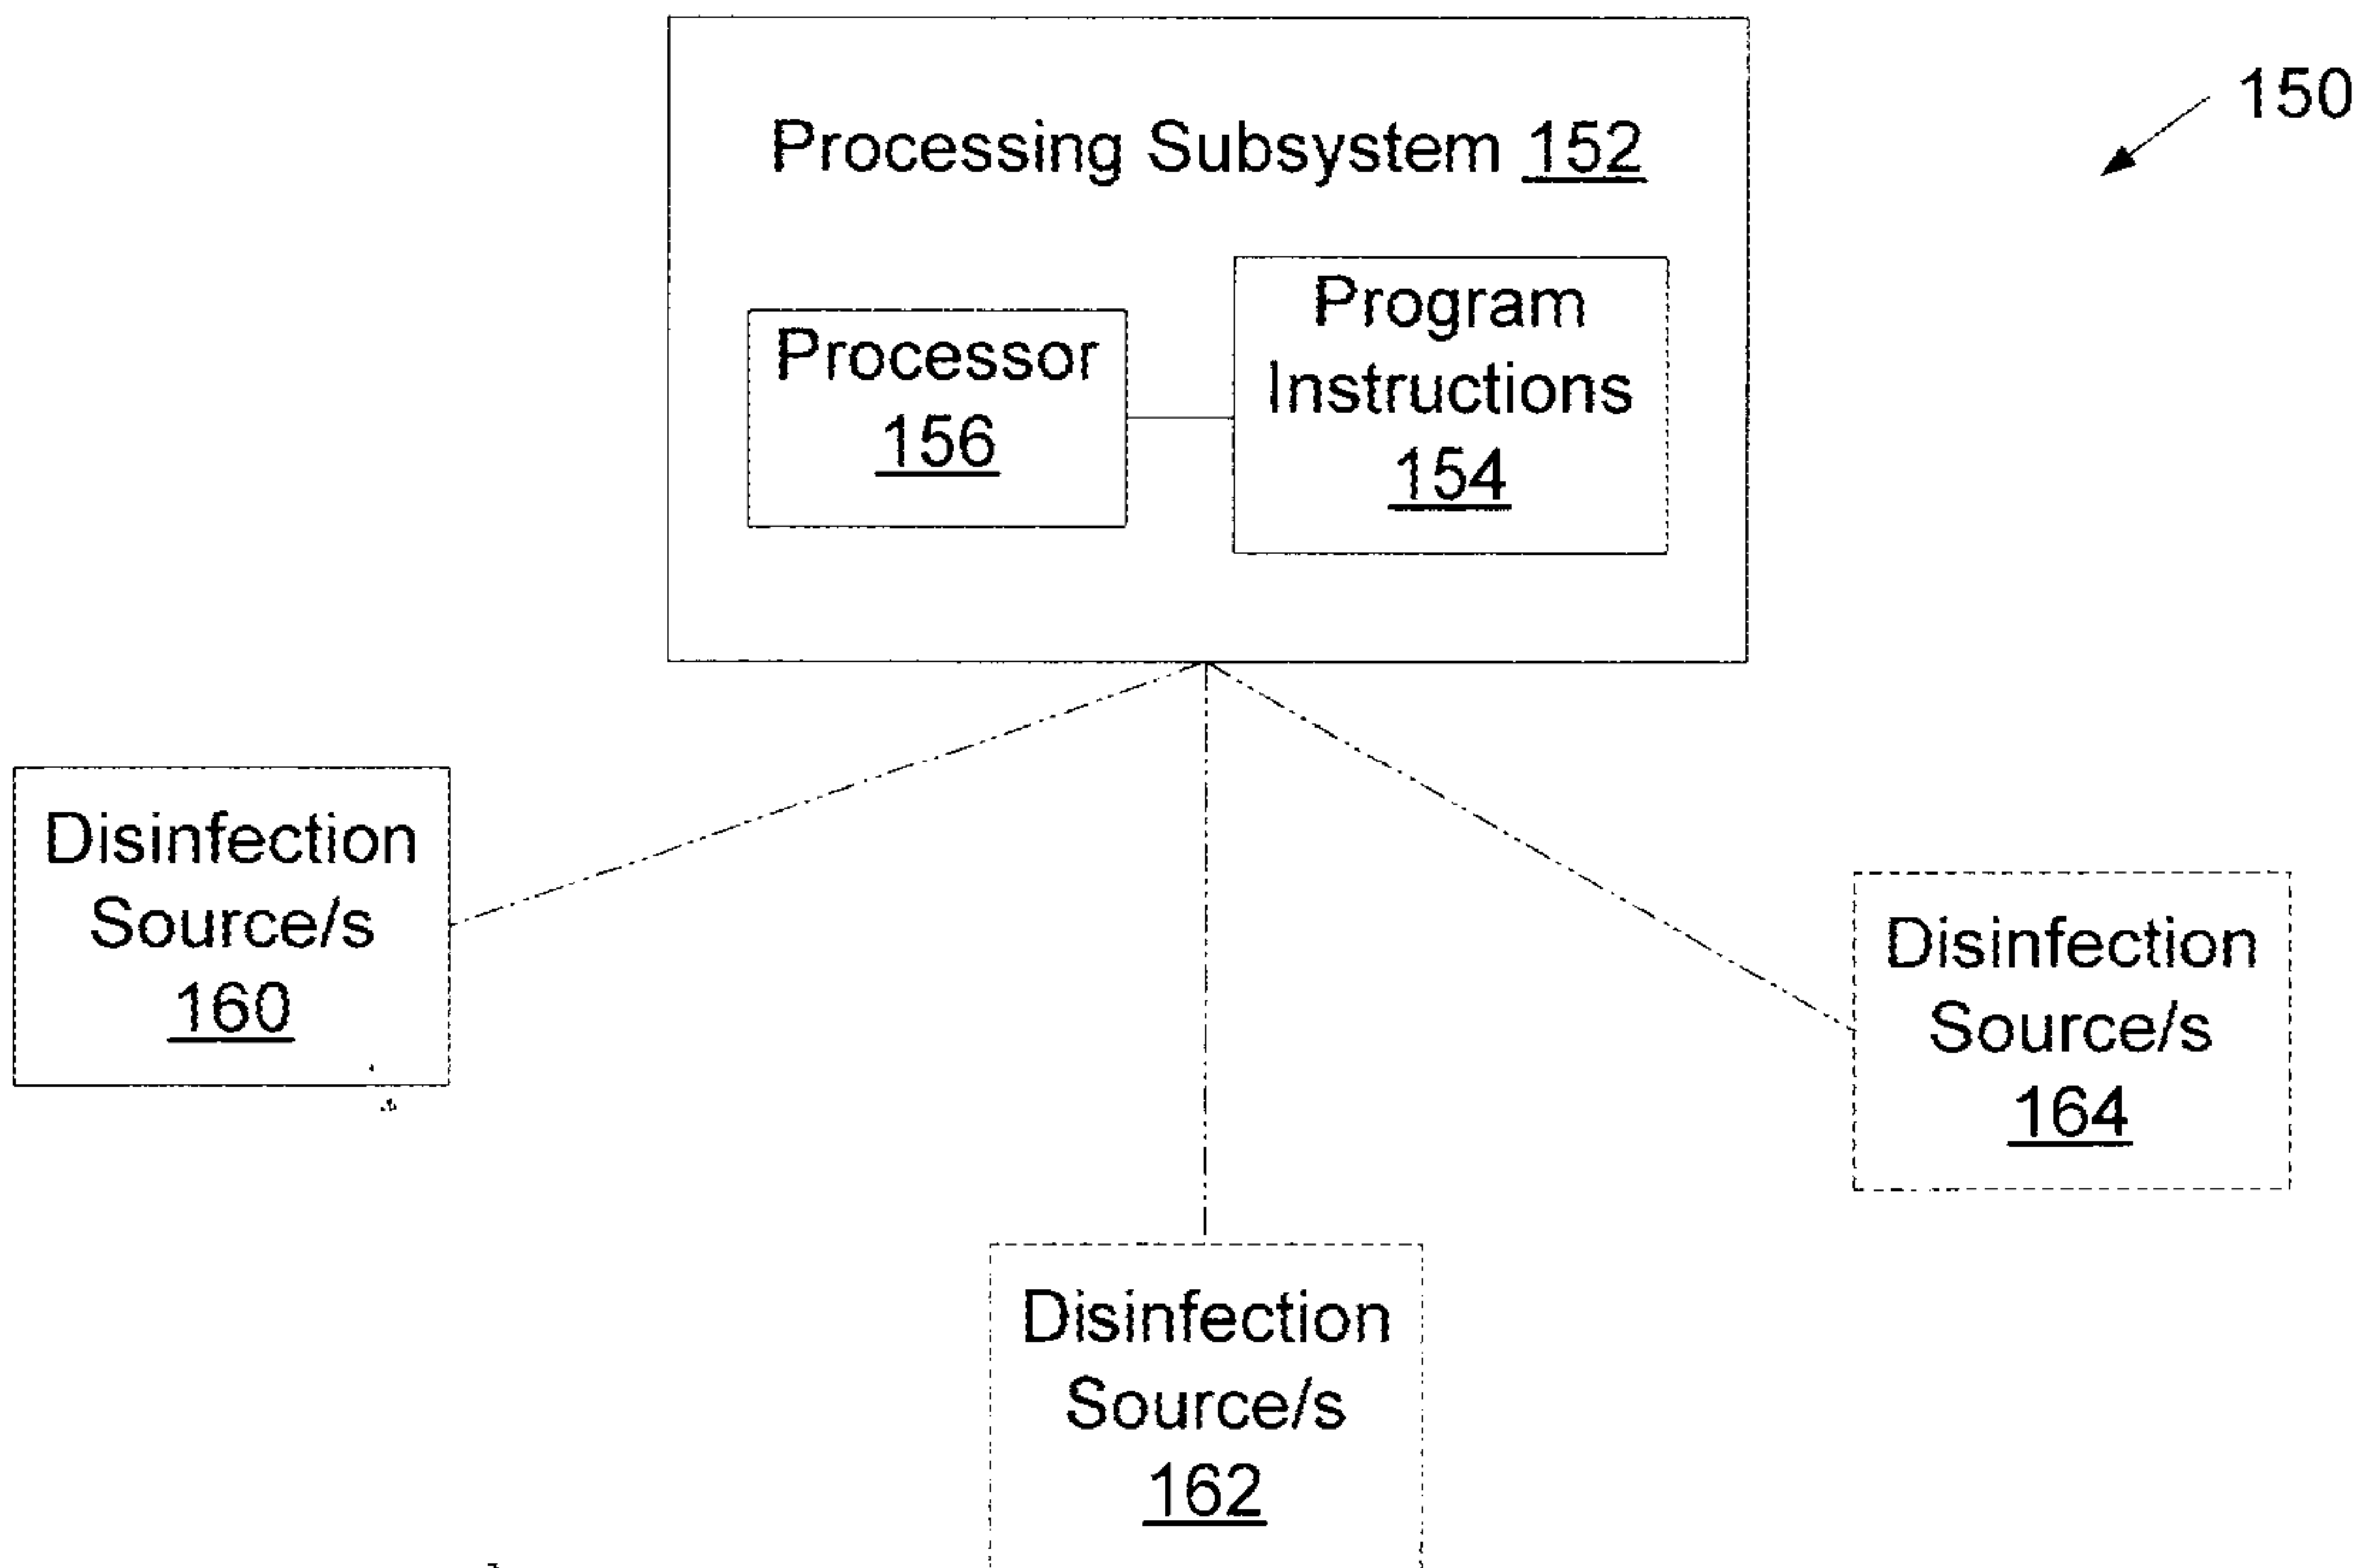 150
Processing Subsystem 152
Processor
156
Program
Instructions
154
Disinfection
Source/s
160
Disinfection
Source/s
164
Disinfection
Source/s
162